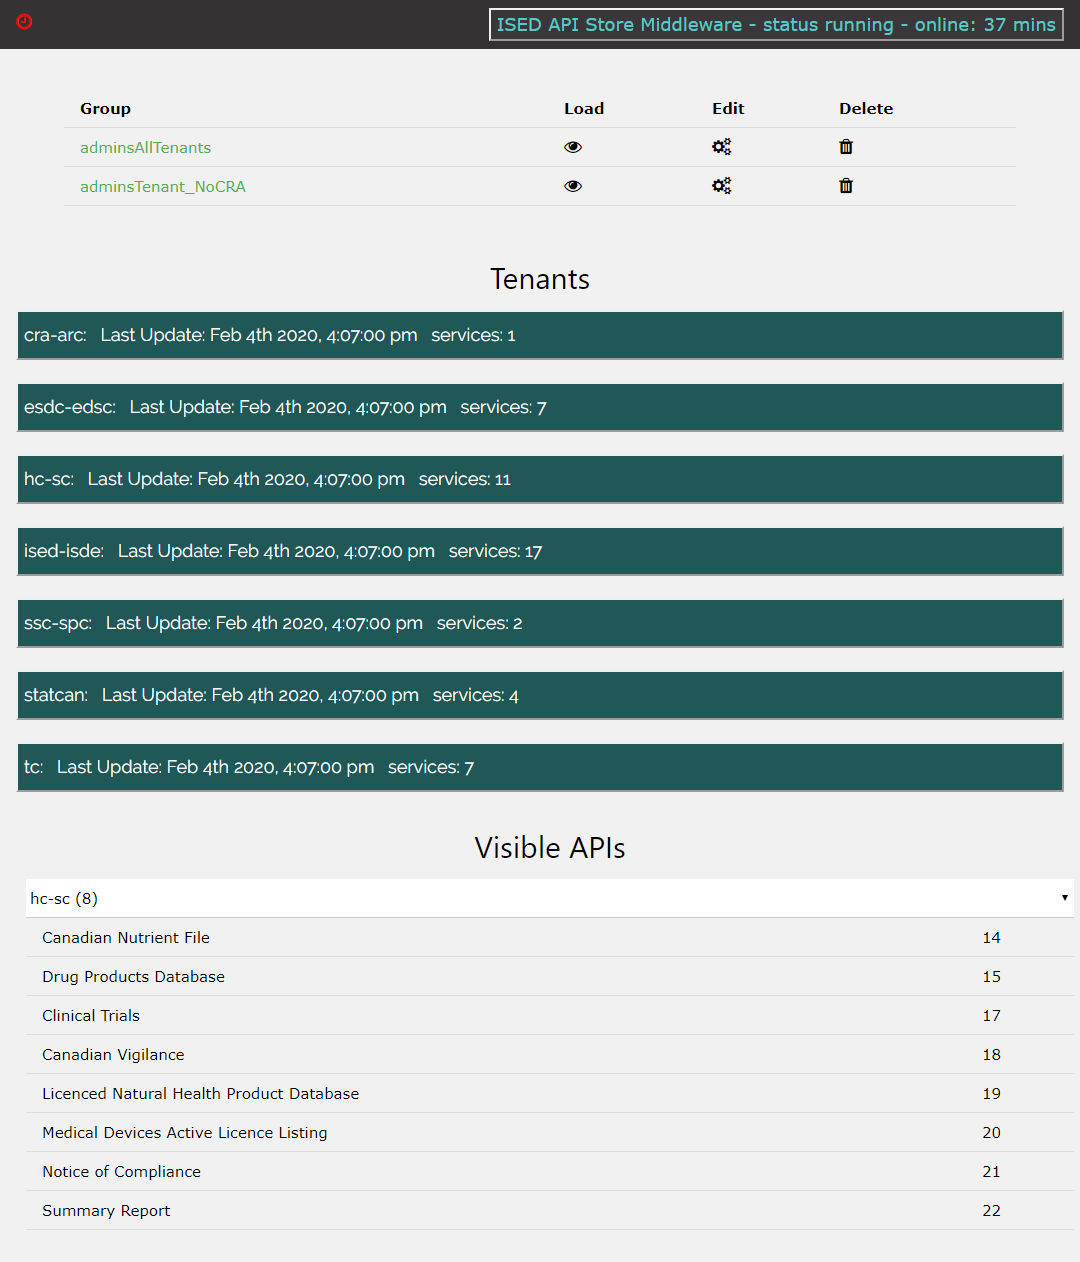 ISED API Store Middleware - status running - online: 37 mins
Group Load Edit Delete
adminsAllTenants
adminsTenant_NoCRA
Tenants
cra-arc: Last Update: Feb 4th 2020, 4:07:00 pm services: 1
esdc-edsc: Last Update: Feb 4th 2020, 4:07:00 pm services: 7
hc-sc: Last Update: Feb 4th 2020, 4:07:00 pm services: 11
ised-isde: Last Update: Feb 4th 2020, 4:07:00 pm services: 17
ssc-spc: Last Update: Feb 4th 2020, 4:07:00 pm services: 2
statcan: Last Update: Feb 4th 2020, 4:07:00 pm services: 4
tc: Last Update: Feb 4th 2020, 4:07:00 pm services: 7
Visible APIs
hc-sc (8)
Canadian Nutrient File 14
Drug Products Database 15
Clinical Trials 17
Canadian Vigilance 18
Licenced Natural Health Product Database 19
Medical Devices Active Licence Listing 20
Notice of Compliance 21
Summary Report 22